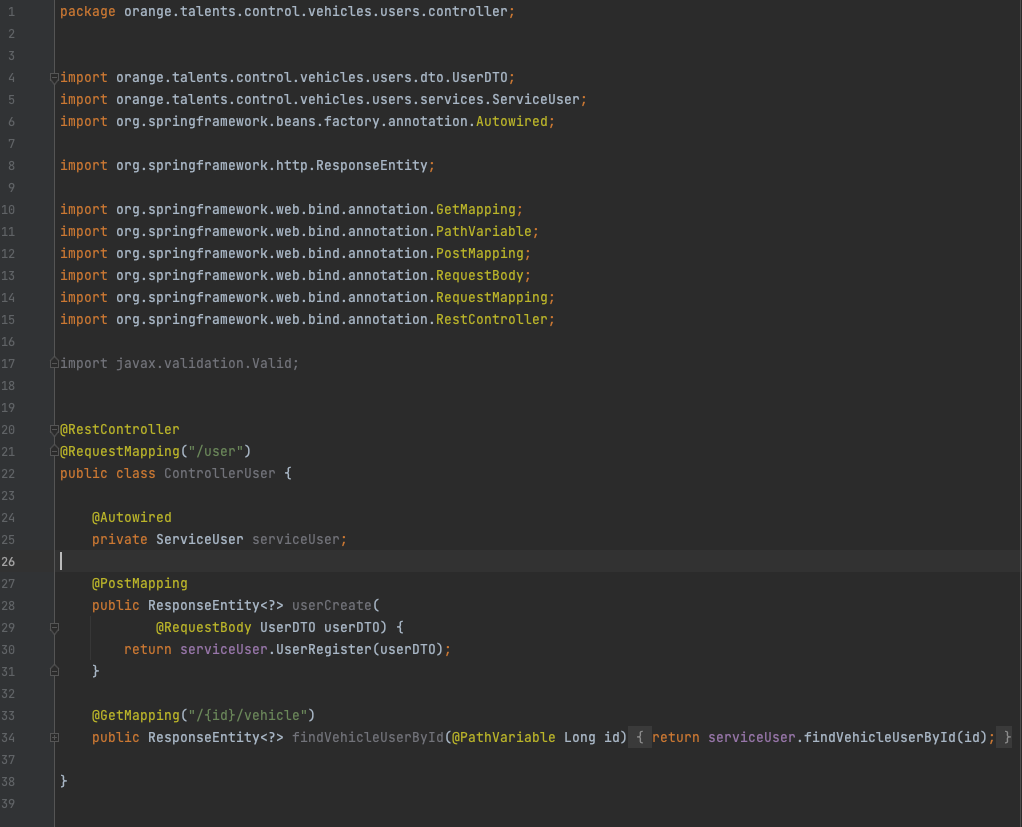 1 package orange.talents.control.vehicles.users.controller;
2
3
4 import orange.talents.control.vehicles.users.dto.UserDTO;
5 import orange.talents.control.vehicles.users.services.ServiceUser;
6 import org.springframework.beans.factory.annotation.Autowired;
7
8 import org.springframework.http.ResponseEntity;
9
10 import org.springframework.web.bind.annotation.GetMapping;
11 import org.springframework.web.bind.annotation.PathVariable;
12 import org.springframework.web.bind.annotation.PostMapping;
13 import org.springframework.web.bind.annotation.RequestBody;
14 import org.springframework.web.bind.annotation.RequestMapping;
15 import org.springframework.web.bind.annotation.RestController;
16
17 import javax.validation.Valid;
18
19
20 @RestController
21 @RequestMapping("/user")
22 public class ControllerUser {
23
24     @Autowired
25     private ServiceUser serviceUser;
26
27     @PostMapping
28     public ResponseEntity<?> userCreate(
29             @RequestBody UserDTO userDTO) {
30         return serviceUser.UserRegister(userDTO);
31     }
32
33     @GetMapping("/{id}/vehicle")
34     public ResponseEntity<?> findVehicleUserById(@PathVariable Long id) { return serviceUser.findVehicleUserById(id); }
37
38 }
39